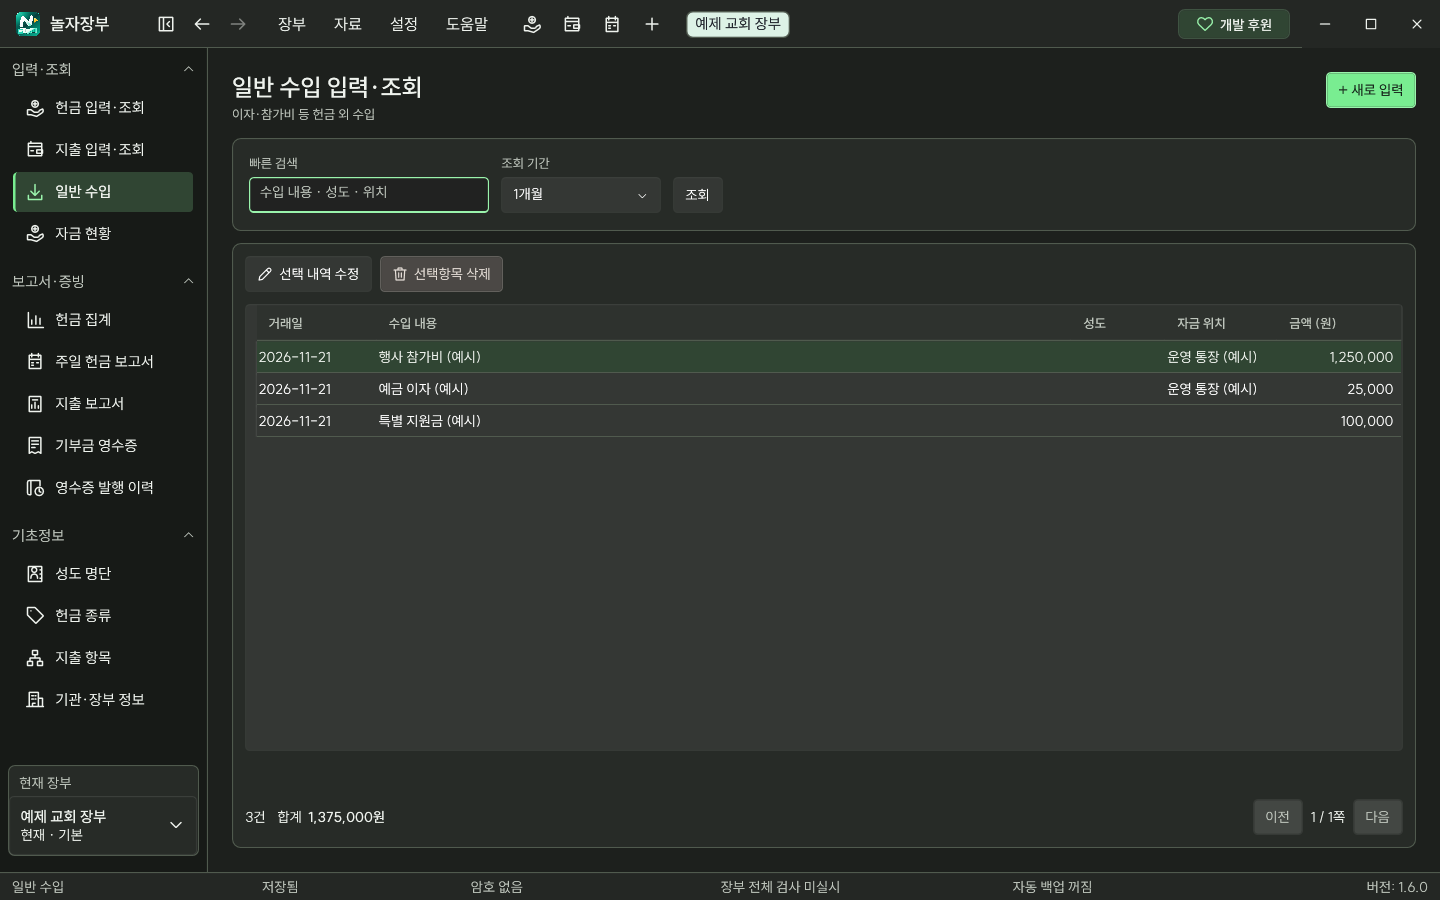 놀자장부
장부 자료 설정 도움말
예제 교회 장부
개발 후원
입력·조회
헌금 입력·조회
지출 입력·조회
일반 수입
자금 현황
보고서·증빙
헌금 집계
주일 헌금 보고서
지출 보고서
기부금 영수증
영수증 발행 이력
기초정보
성도 명단
헌금 종류
지출 항목
기관·장부 정보
현재 장부
예제 교회 장부
현재 · 기본
일반 수입 입력·조회
이자·참가비 등 헌금 외 수입
+ 새로 입력
빠른 검색 조회 기간
수입 내용 · 성도 · 위치 1개월 조회
선택 내역 수정 선택항목 삭제
거래일 수입 내용 성도 자금 위치 금액 (원)
2026-11-21 행사 참가비 (예시) 운영 통장 (예시) 1,250,000
2026-11-21 예금 이자 (예시) 운영 통장 (예시) 25,000
2026-11-21 특별 지원금 (예시) 100,000
3건 합계 1,375,000원 이전 1 / 1쪽 다음
일반 수입 저장됨 암호 없음 장부 전체 검사 미실시 자동 백업 꺼짐 버전: 1.6.0